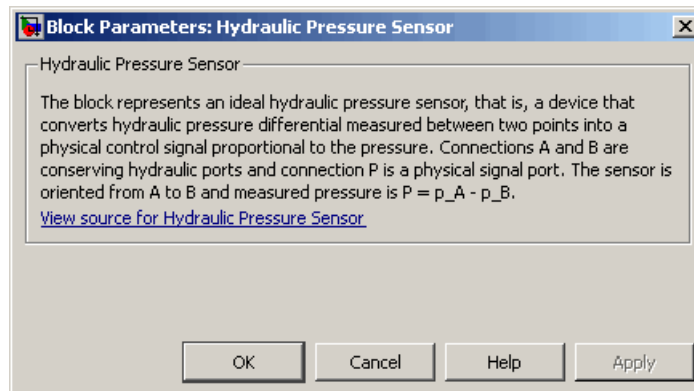 Block Parameters: Hydraulic Pressure Sensor
Hydraulic Pressure Sensor
The block represents an ideal hydraulic pressure sensor, that is, a device that
converts hydraulic pressure differential measured between two points into a
physical control signal proportional to the pressure. Connections A and B are
conserving hydraulic ports and connection P is a physical signal port. The sensor is
oriented from A to B and measured pressure is P = p_A - p_B.
View source for Hydraulic Pressure Sensor
OK Cancel Help Apply